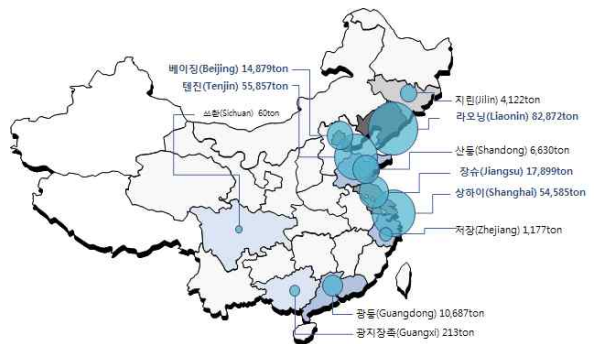 베이징(Beijing) 14,879ton
텐진(Tenjin) 55,857ton
쓰촨(Sichuan) 60ton
지린(Jilin) 4,122ton
랴오닝(Liaonin) 82,872ton
산둥(Shandong) 6,630ton
장슈(Jiangsu) 17,899ton
상하이(Shanghai) 54,585ton
저장(Zhejiang) 1,177ton
광둥(Guangdong) 10,687ton
광지장족(Guangxi) 213ton